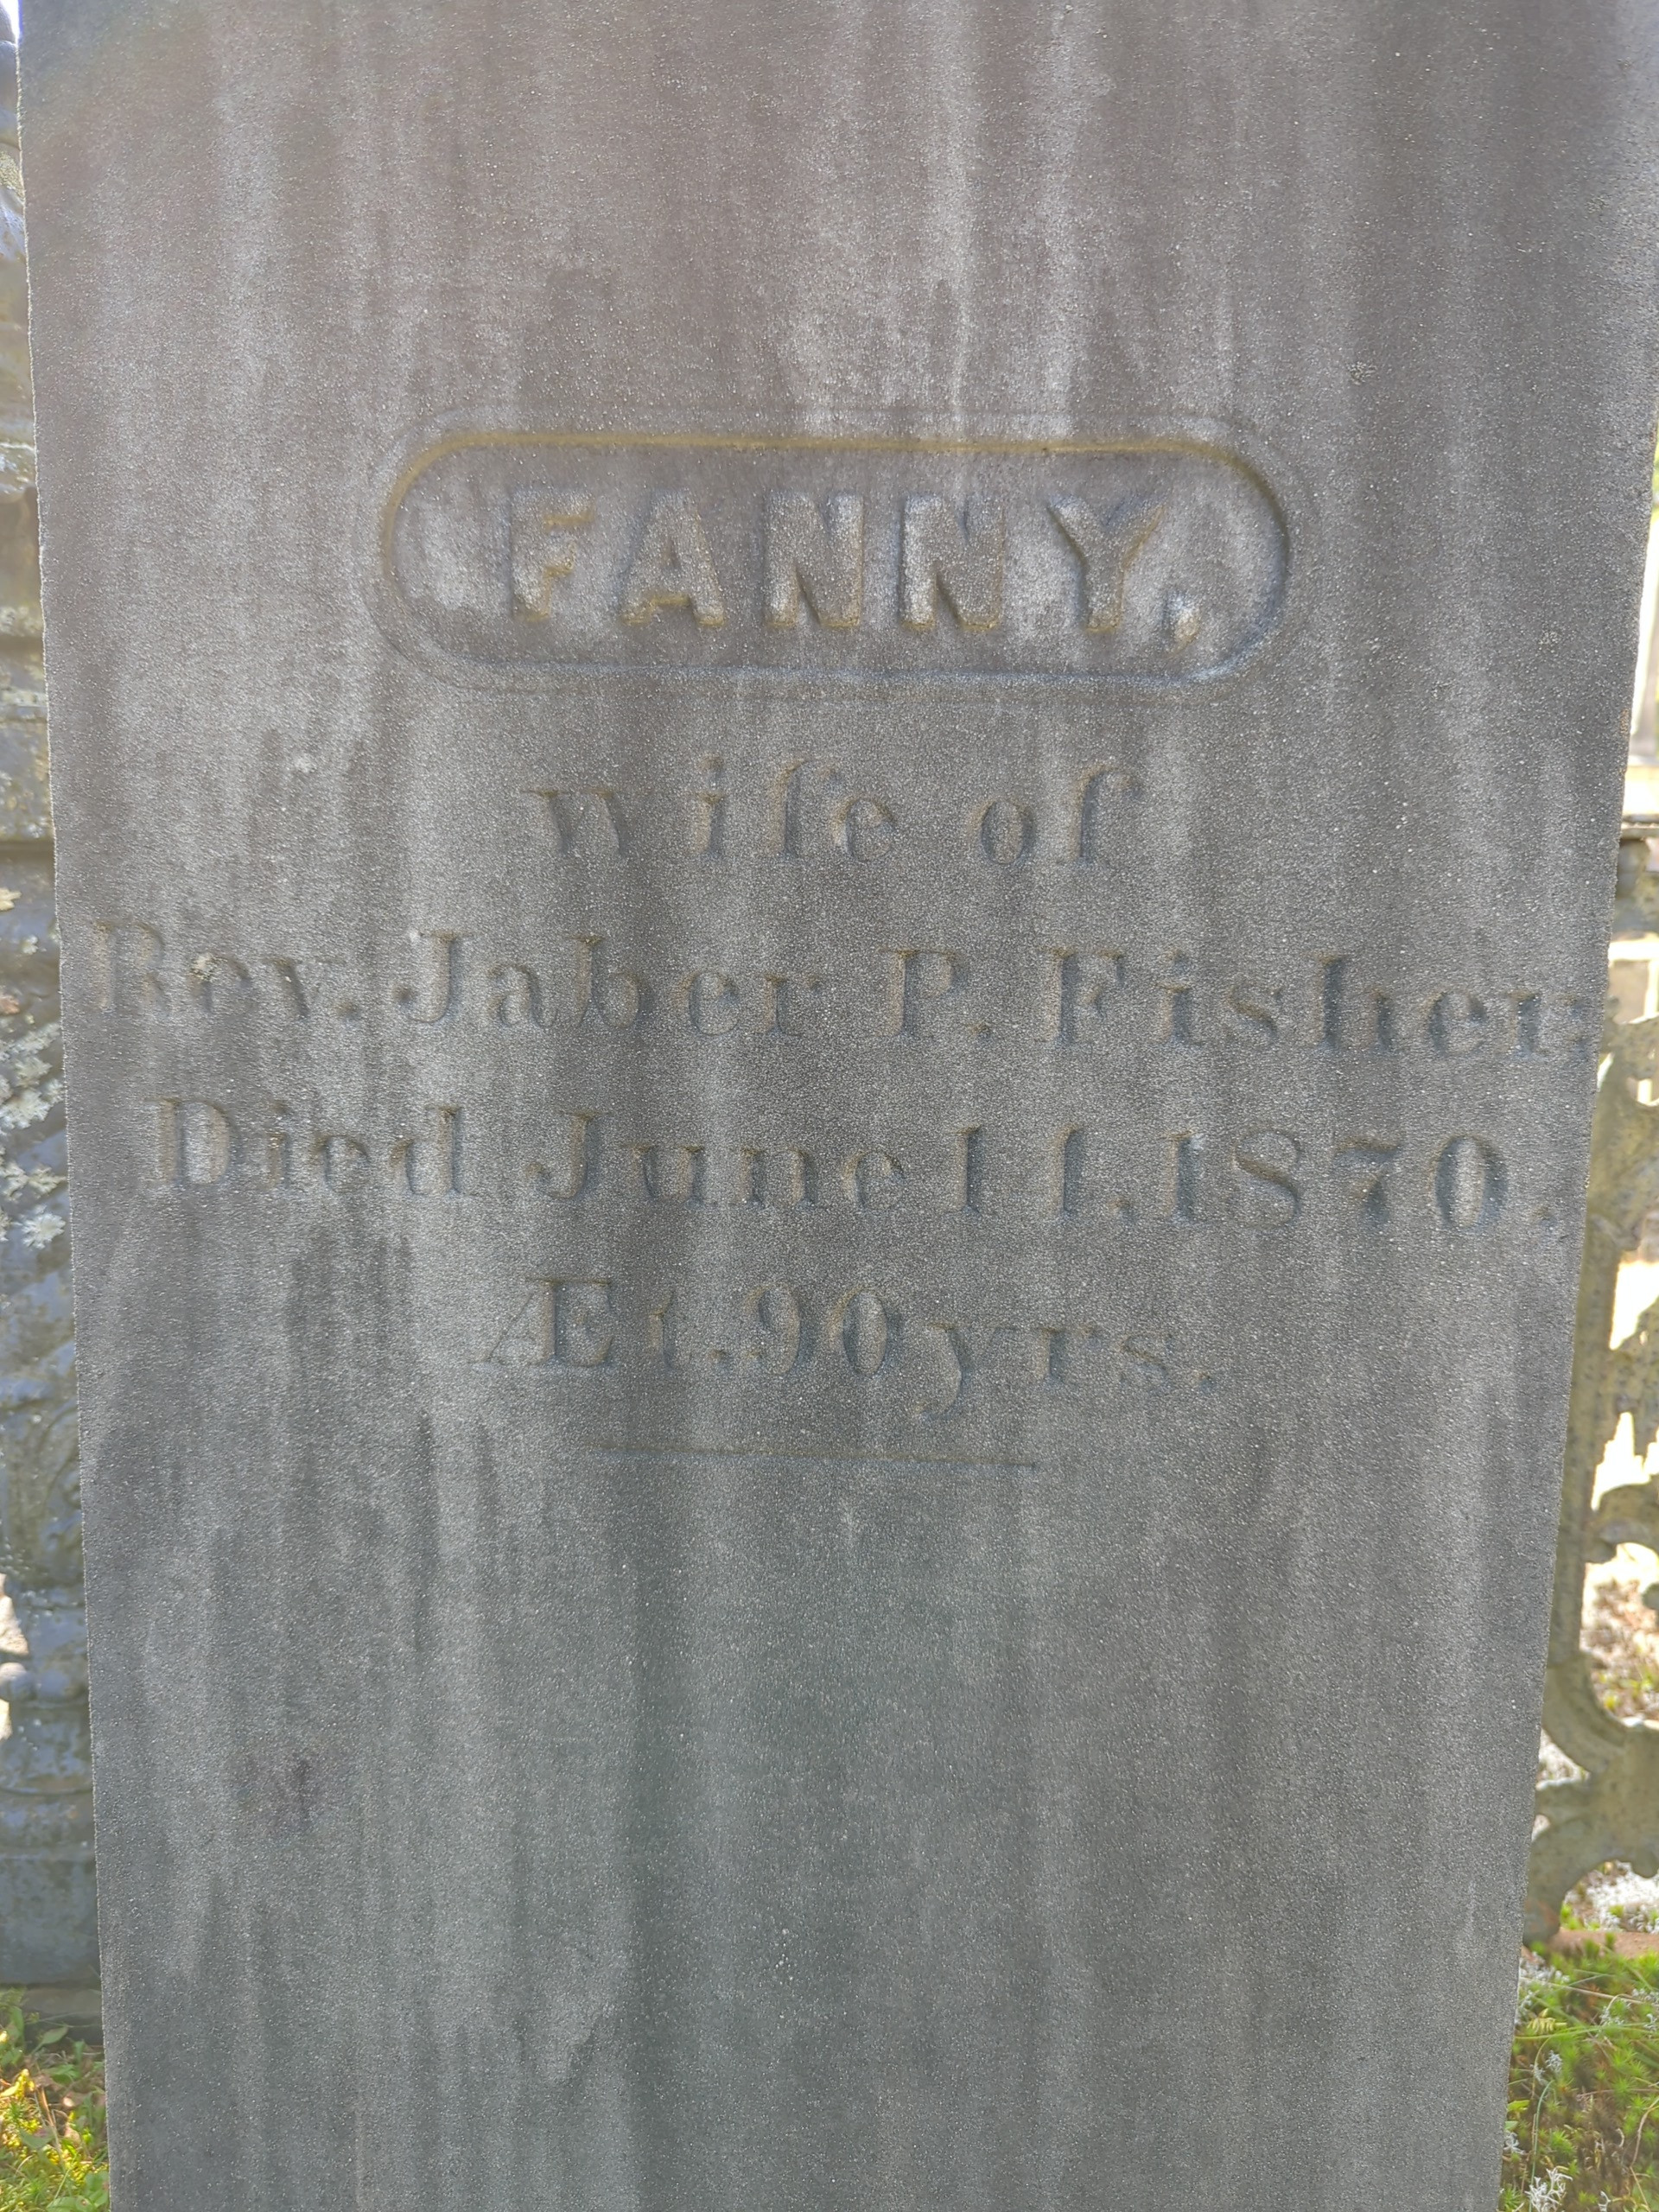 FANNY,
wife of
Rev. Jaber P. Fisher
Died June 11. 1870.
Æt. 90 yrs.